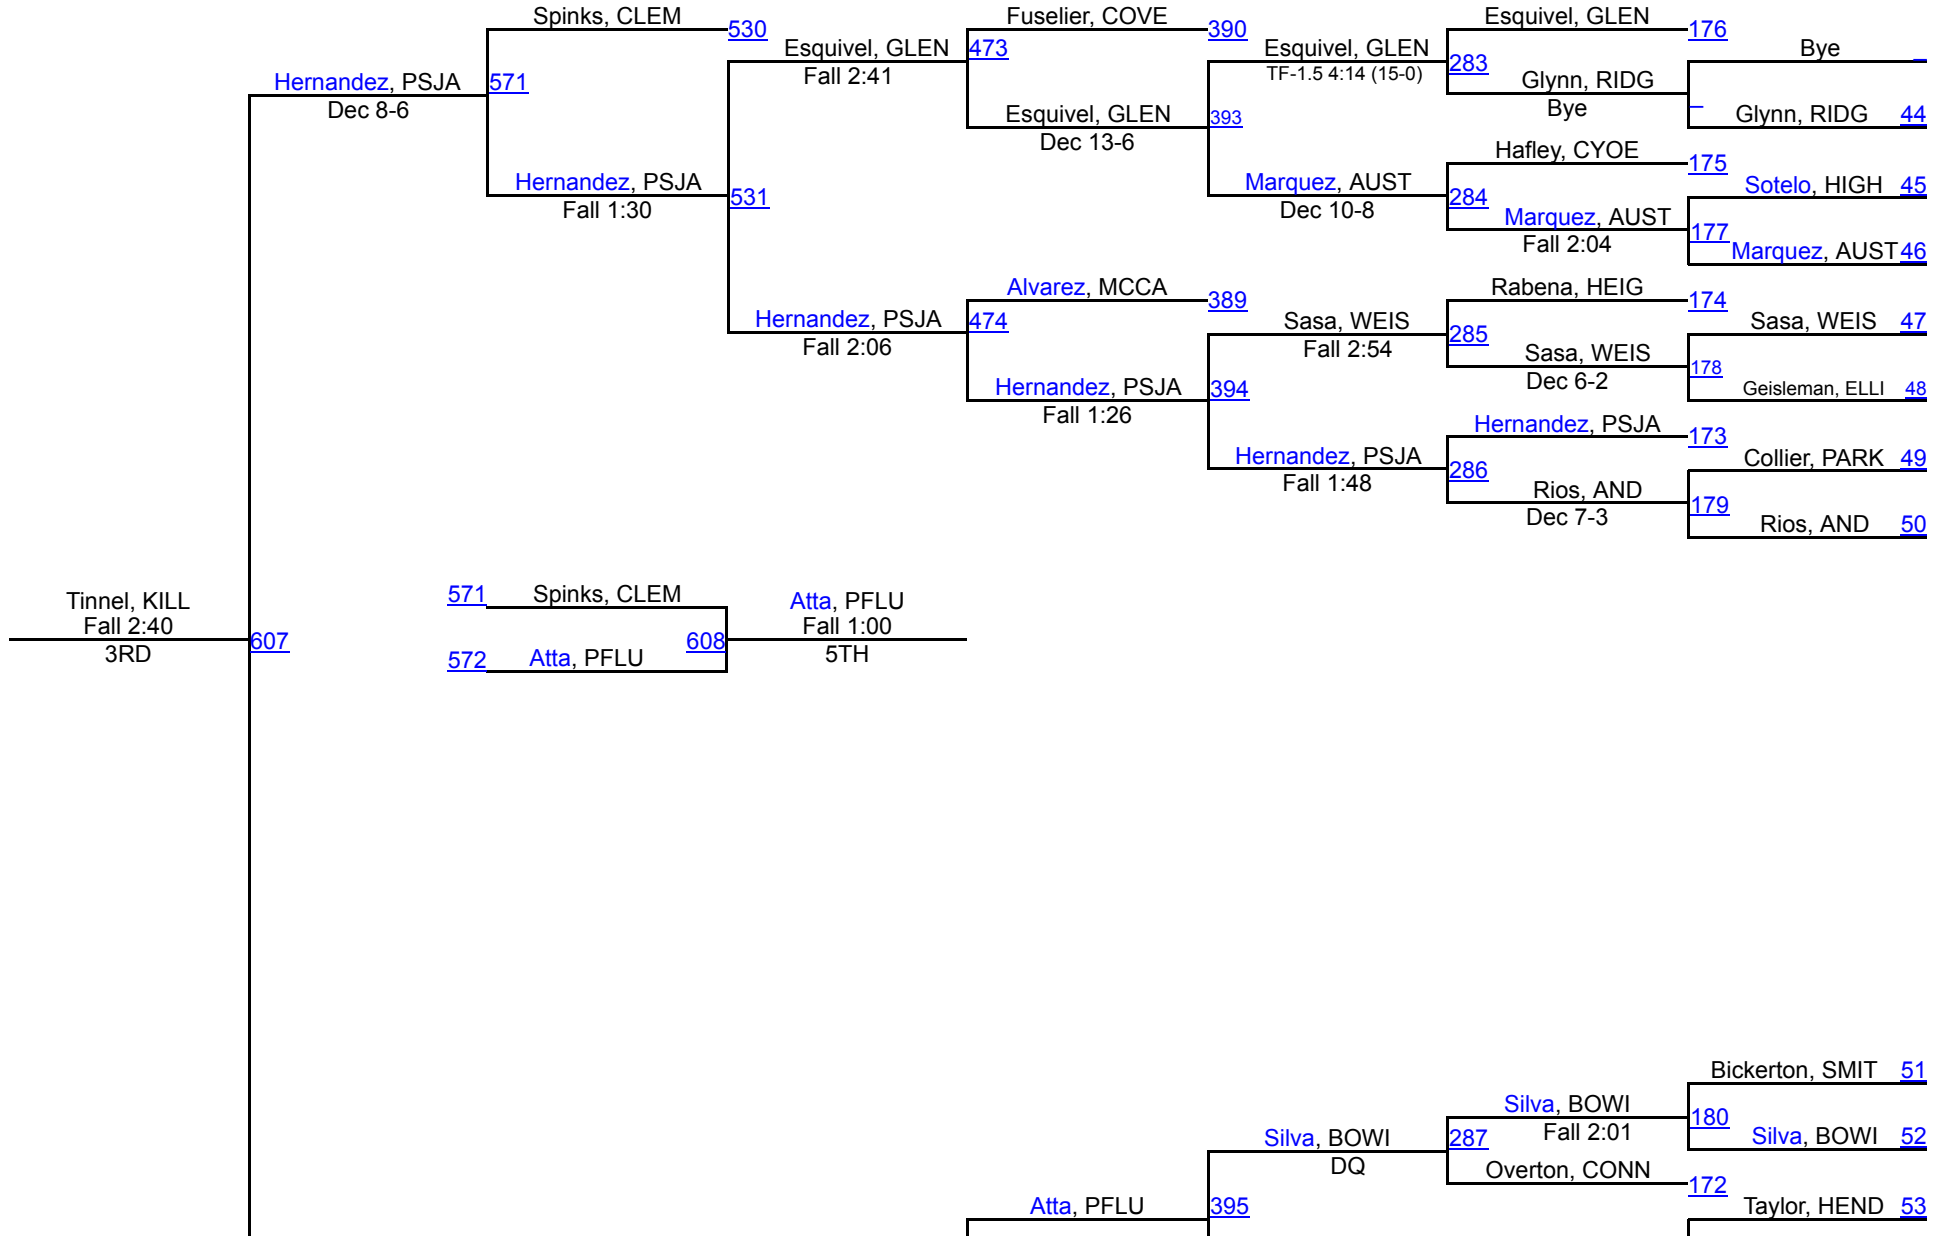 Spinks, CLEM
530
Fuselier, COVE
390
Esquivel, GLEN
176
Bye
Esquivel, GLEN
473
Fall 2:41
Esquivel, GLEN
TF-1.5 4:14 (15-0)
283
Glynn, RIDG
Bye
Hernandez, PSJA
571
Dec 8-6
Esquivel, GLEN
393
Dec 13-6
Glynn, RIDG 44
Hafley, CYOE
175
Hernandez, PSJA
531
Fall 1:30
Marquez, AUST
284
Dec 10-8
Sotelo, HIGH 45
Marquez, AUST
177
Fall 2:04
Marquez, AUST 46
Alvarez, MCCA
389
Rabena, HEIG
174
Hernandez, PSJA
474
Fall 2:06
Sasa, WEIS
285
Fall 2:54
Sasa, WEIS 47
Sasa, WEIS
178
Dec 6-2
Hernandez, PSJA
394
Fall 1:26
Geisleman, ELLI 48
Hernandez, PSJA
173
Hernandez, PSJA
286
Fall 1:48
Collier, PARK 49
Rios, AND
179
Dec 7-3
Rios, AND 50
Tinnel, KILL
Fall 2:40
607
3RD
571 Spinks, CLEM
608
572 Atta, PFLU
Atta, PFLU
Fall 1:00
5TH
Bickerton, SMIT 51
Silva, BOWI
180
Fall 2:01
Silva, BOWI
287
DQ
Silva, BOWI 52
Overton, CONN
172
Atta, PFLU
395
Taylor, HEND 53